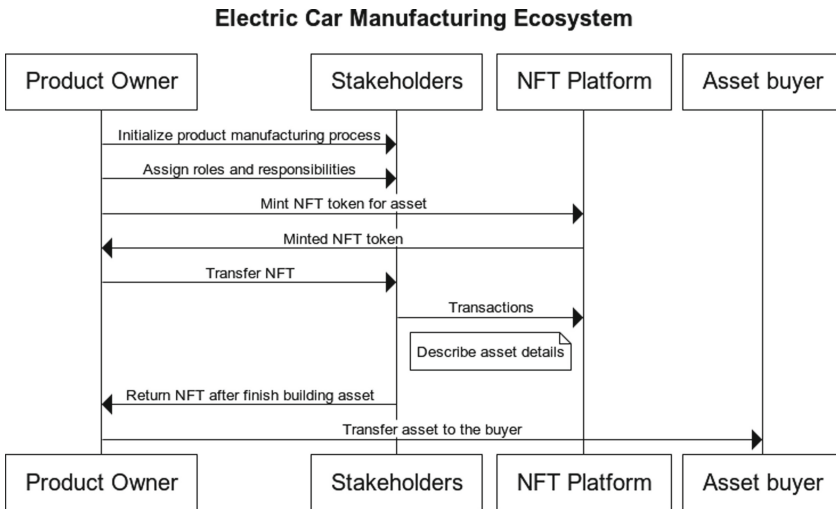 Electric Car Manufacturing Ecosystem
Product Owner
Stakeholders
NFT Platform
Asset buyer
Initialize product manufacturing process
Assign roles and responsibilities
Mint NFT token for asset
Minted NFT token
Transfer NFT
Transactions
Describe asset details
Return NFT after finish building asset
Transfer asset to the buyer
Product Owner
Stakeholders
NFT Platform
Asset buyer